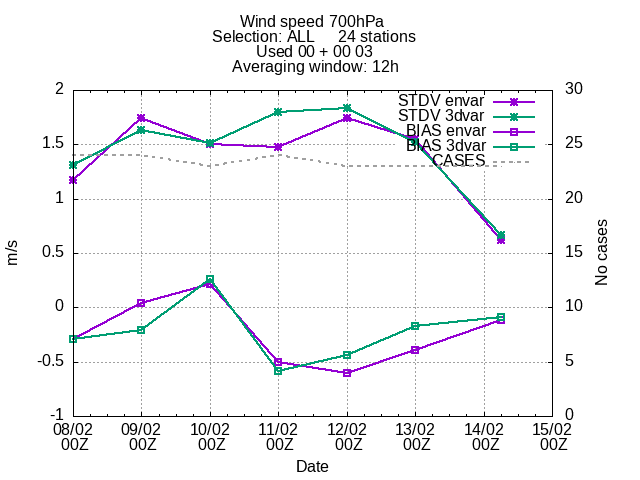 Wind speed 700hPa
Selection: ALL 24 stations
Used 00 + 00 03
Averaging window: 12h
2 30
STDV envar
STDV 3dvar
BIAS envar
1.5 BIAS 3dvar 25
CASES
1 20
0.5 15
m/s No cases
0 10
-0.5 5
-1 0
08/02 09/02 10/02 11/02 12/02 13/02 14/02 15/02
00Z 00Z 00Z 00Z 00Z 00Z 00Z 00Z
Date